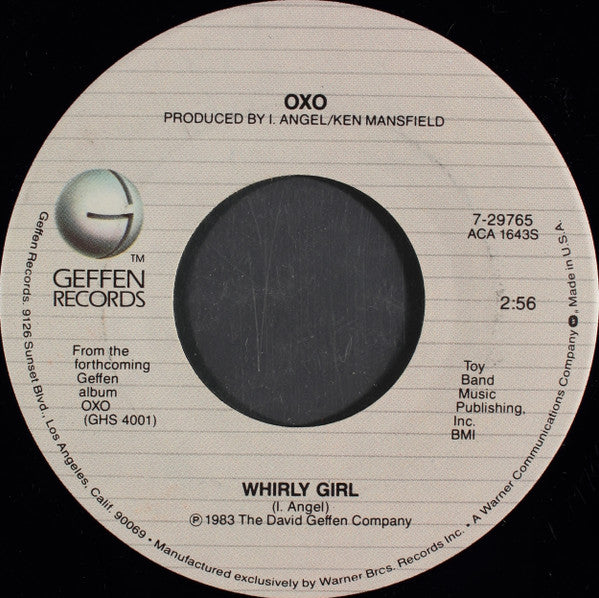 OXO
PRODUCED BY I. ANGEL/KEN MANSFIELD
G
TM
GEFFEN
RECORDS
7-29765
ACA 1643S
2:56
From the
forthcoming
Geffen
album
OXO
(GHS 4001)
Toy
Band
Music
Publishing,
Inc.
BMI
WHIRLY GIRL
(I. Angel)
℗ 1983 The David Geffen Company
Geffen Records, 9126 Sunset Blvd., Los Angeles, Calif. 90069 • Manufactured exclusively by Warner Bros. Records Inc. • A Warner Communications Company, Made in U.S.A.